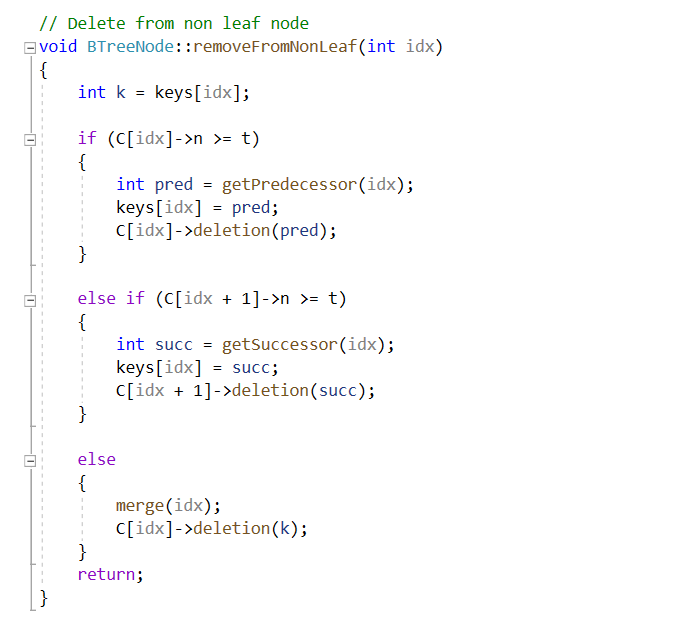 // Delete from non leaf node
void BTreeNode::removeFromNonLeaf(int idx)
{
    int k = keys[idx];

    if (C[idx]->n >= t)
    {
        int pred = getPredecessor(idx);
        keys[idx] = pred;
        C[idx]->deletion(pred);
    }

    else if (C[idx + 1]->n >= t)
    {
        int succ = getSuccessor(idx);
        keys[idx] = succ;
        C[idx + 1]->deletion(succ);
    }

    else
    {
        merge(idx);
        C[idx]->deletion(k);
    }
    return;
}